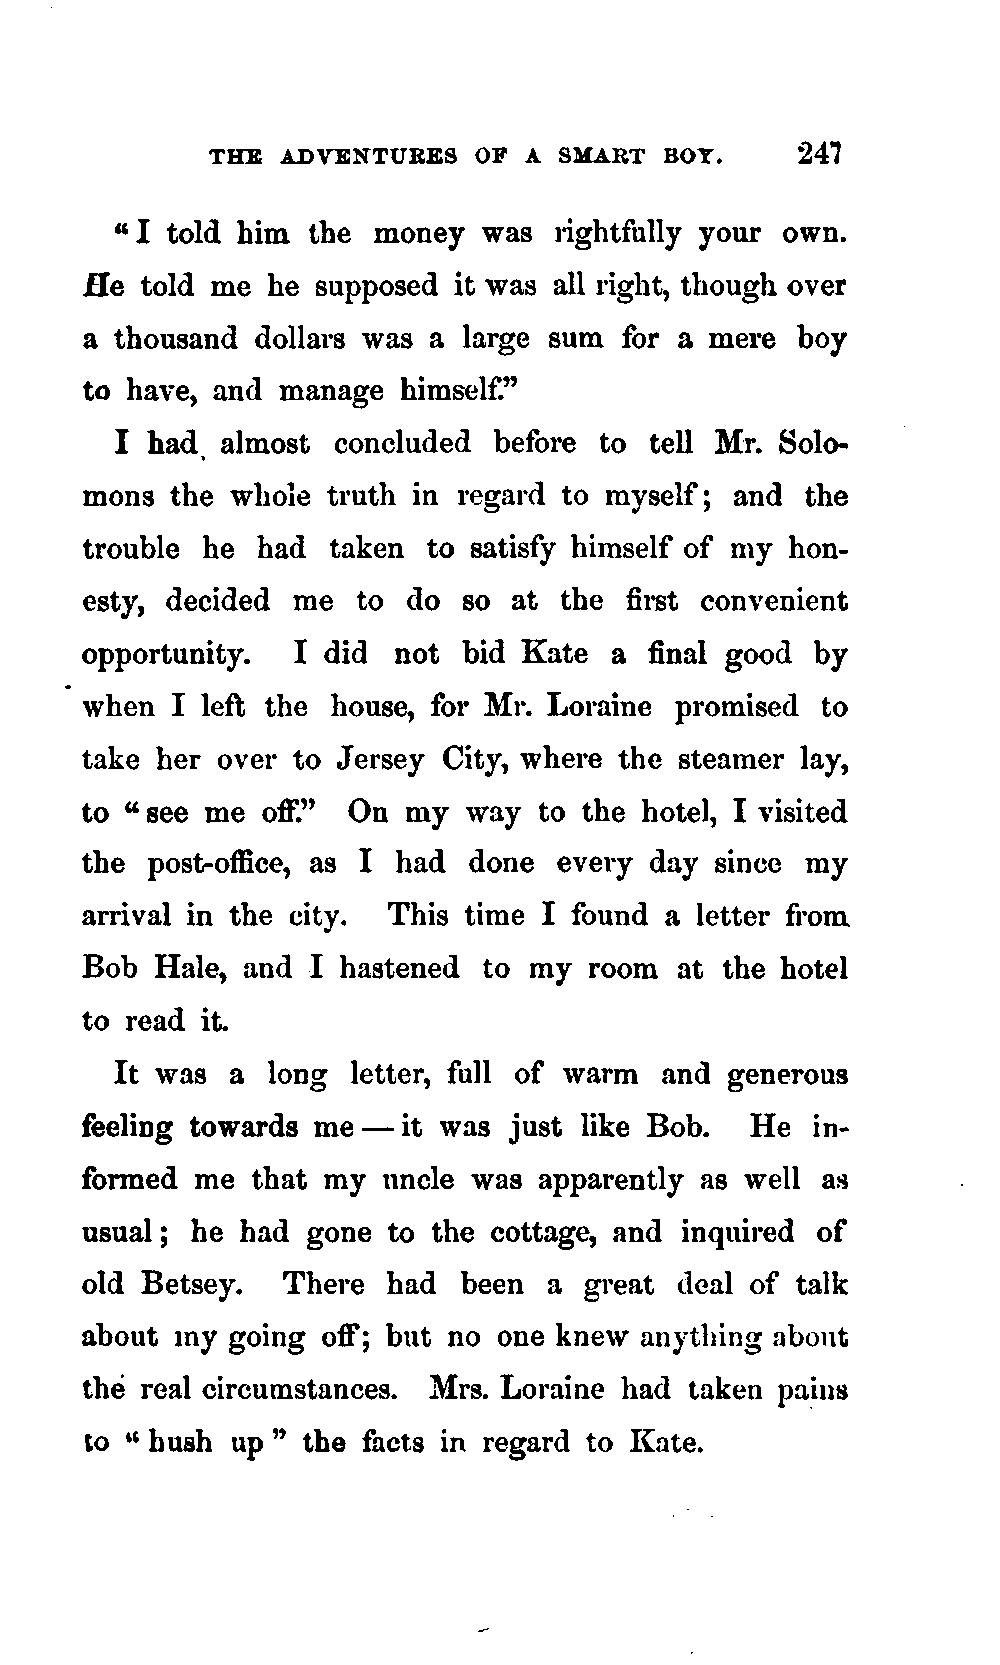 THE ADVENTURES OF A SMART BOY. 247
"I told him the money was rightfully your own.
He told me he supposed it was all right, though over
a thousand dollars was a large sum for a mere boy
to have, and manage himself."
I had almost concluded before to tell Mr. Solo-
mons the whole truth in regard to myself; and the
trouble he had taken to satisfy himself of my hon-
esty, decided me to do so at the first convenient
opportunity. I did not bid Kate a final good by
when I left the house, for Mr. Loraine promised to
take her over to Jersey City, where the steamer lay,
to "see me off." On my way to the hotel, I visited
the post-office, as I had done every day since my
arrival in the city. This time I found a letter from
Bob Hale, and I hastened to my room at the hotel
to read it.
It was a long letter, full of warm and generous
feeling towards me — it was just like Bob. He in-
formed me that my uncle was apparently as well as
usual; he had gone to the cottage, and inquired of
old Betsey. There had been a great deal of talk
about my going off; but no one knew anything about
the real circumstances. Mrs. Loraine had taken pains
to "hush up" the facts in regard to Kate.